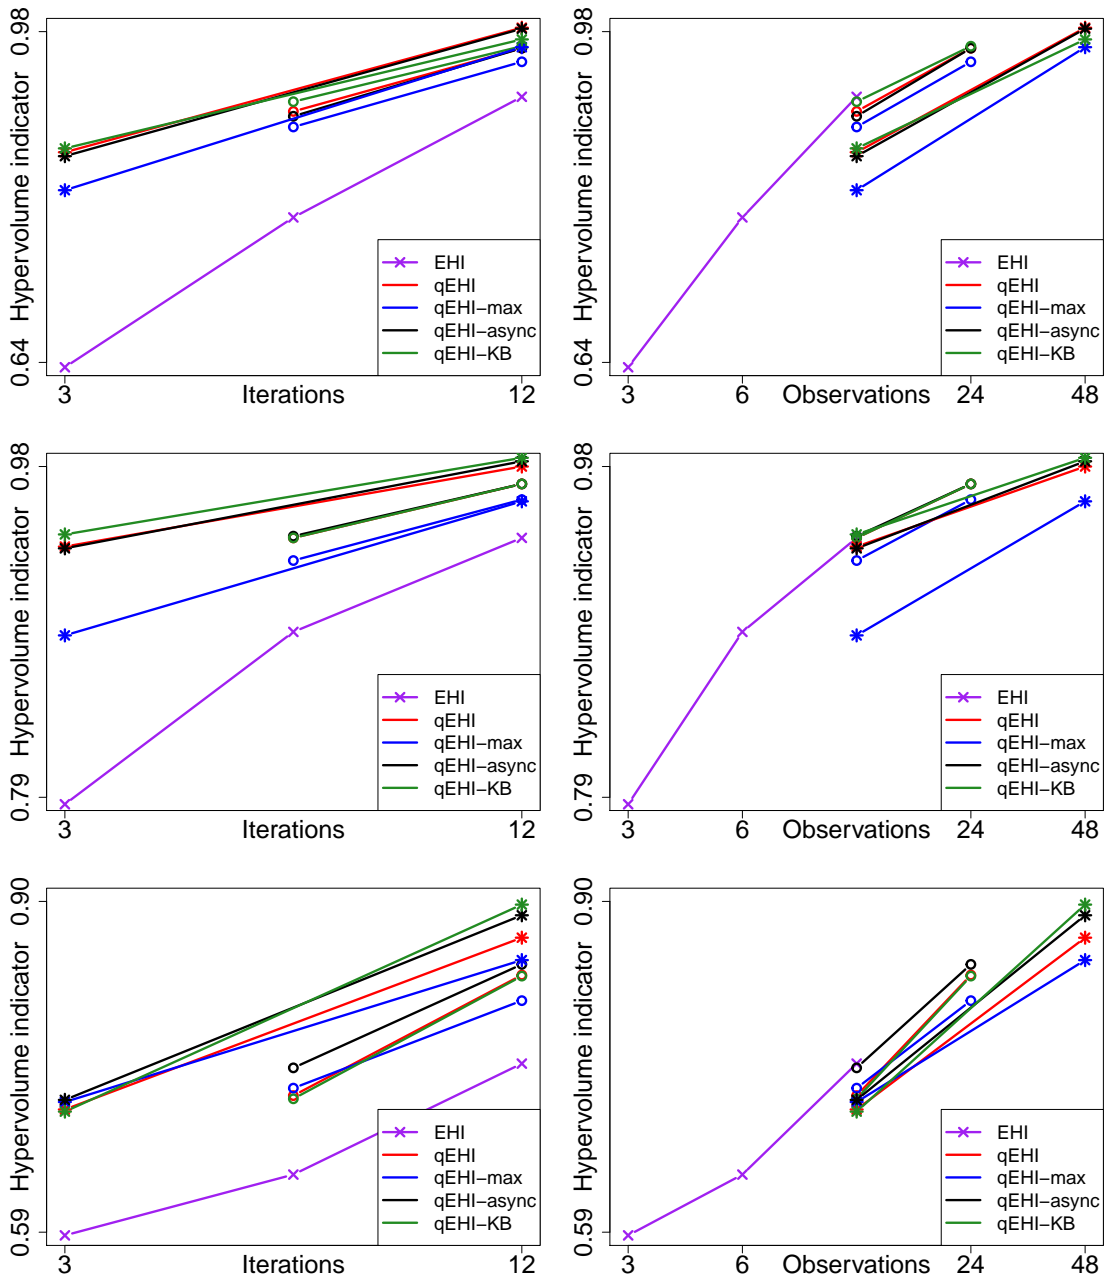 Hypervolume indicator
0.98
0.64
EHI
qEHI
qEHI−max
qEHI−async
qEHI−KB
3
Iterations
12
0.98
0.64
Hypervolume indicator
EHI
qEHI
qEHI−max
qEHI−async
qEHI−KB
3
6
Observations
24
48
Hypervolume indicator
0.98
0.79
EHI
qEHI
qEHI−max
qEHI−async
qEHI−KB
3
Iterations
12
Hypervolume indicator
0.98
0.79
EHI
qEHI
qEHI−max
qEHI−async
qEHI−KB
3
6
Observations
24
48
Hypervolume indicator
0.90
0.59
EHI
qEHI
qEHI−max
qEHI−async
qEHI−KB
3
Iterations
12
Hypervolume indicator
0.90
0.59
EHI
qEHI
qEHI−max
qEHI−async
qEHI−KB
3
6
Observations
24
48